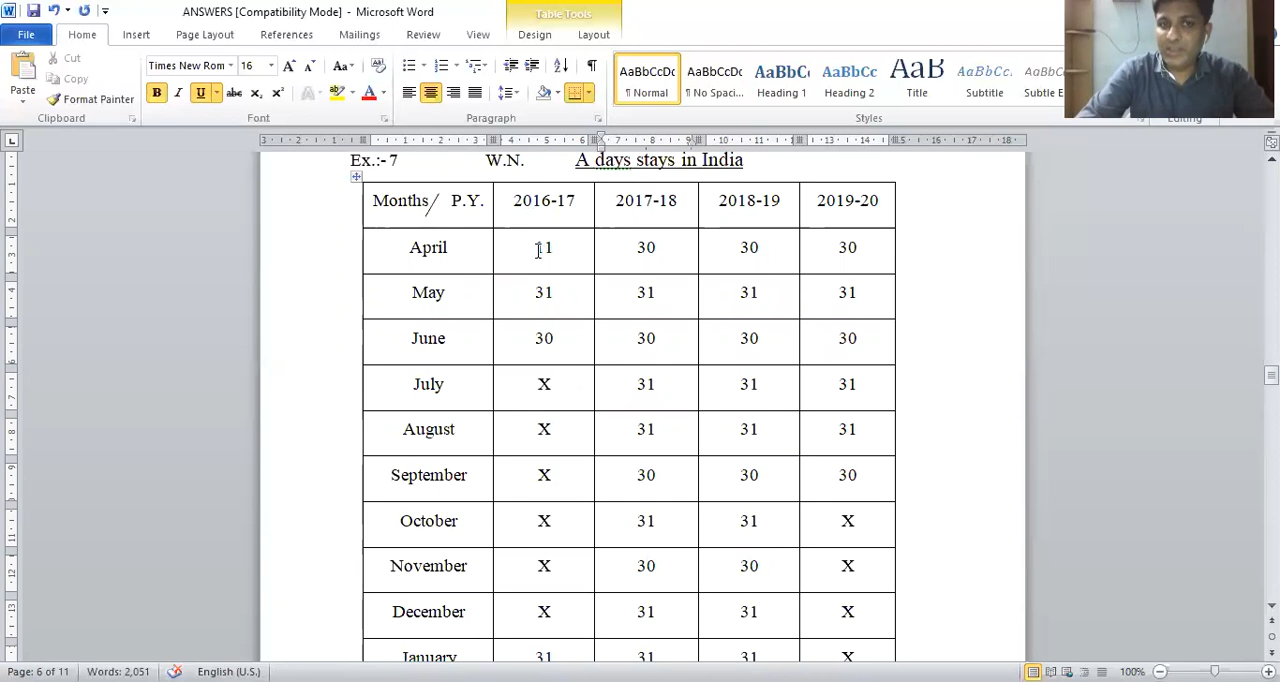 ANSWERS [Compatibility Mode] - Microsoft Word
Table Tools
File Home Insert Page Layout References Mailings Review View Design Layout
Paste
Cut
Copy
Format Painter
Clipboard
Times New Rom 16
Font
Paragraph
AaBbCcDc AaBbCcDc AaBbC AaBbCc AaB AaBbCcD AaBbCcD
¶ Normal ¶ No Spaci... Heading 1 Heading 2 Title Subtitle Subtle E
Styles
Editing
Ex.:- 7 W.N. A days stays in India
Months/ P.Y. 2016-17 2017-18 2018-19 2019-20
April 11 30 30 30
May 31 31 31 31
June 30 30 30 30
July X 31 31 31
August X 31 31 31
September X 30 30 30
October X 31 31 X
November X 30 30 X
December X 31 31 X
January 31 31 31 X
Page: 6 of 11 Words: 2,051 English (U.S.) 100%